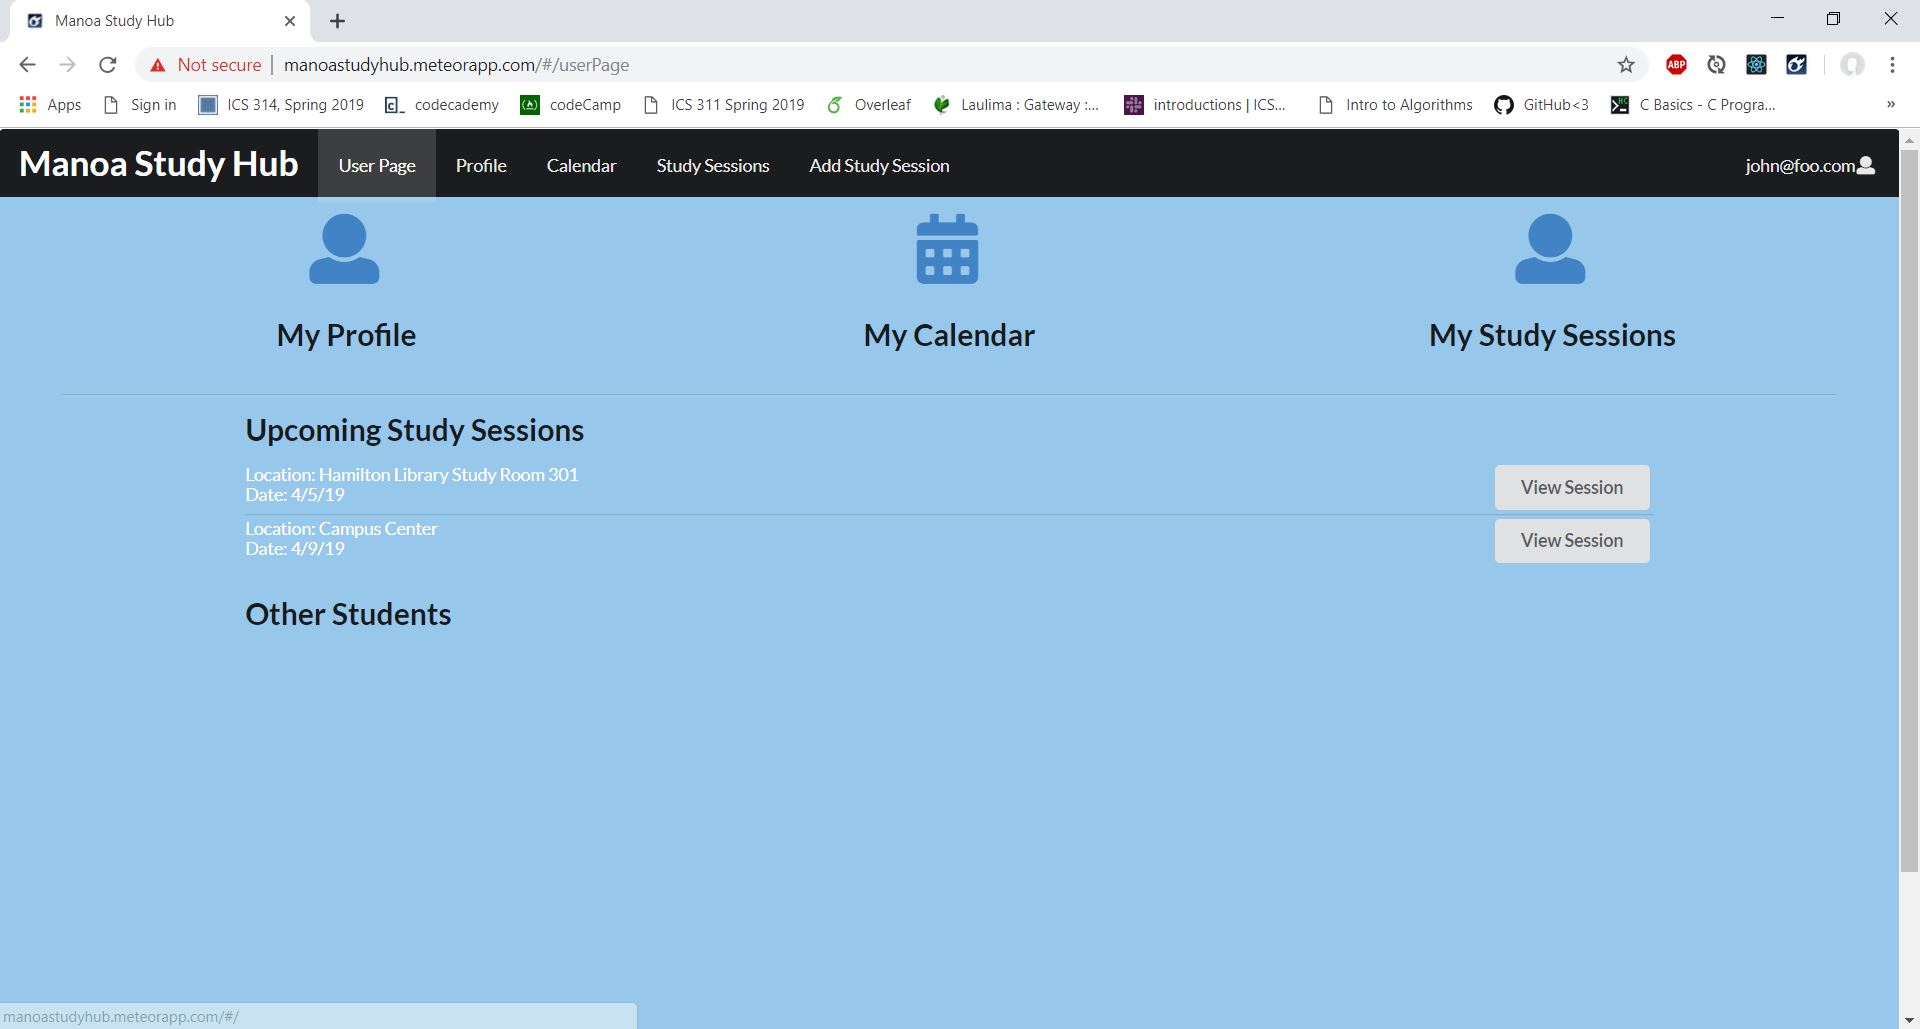 Manoa Study Hub
Not secure | manoastudyhub.meteorapp.com/#/userPage
ABP
Apps Sign in ICS 314, Spring 2019 codecademy codeCamp ICS 311 Spring 2019 Overleaf Laulima : Gateway :... introductions | ICS... Intro to Algorithms GitHub<3 C Basics - C Progra... »
Manoa Study Hub User Page Profile Calendar Study Sessions Add Study Session john@foo.com
My Profile My Calendar My Study Sessions
Upcoming Study Sessions
Location: Hamilton Library Study Room 301
Date: 4/5/19
View Session
Location: Campus Center
Date: 4/9/19
View Session
Other Students
manoastudyhub.meteorapp.com/#/